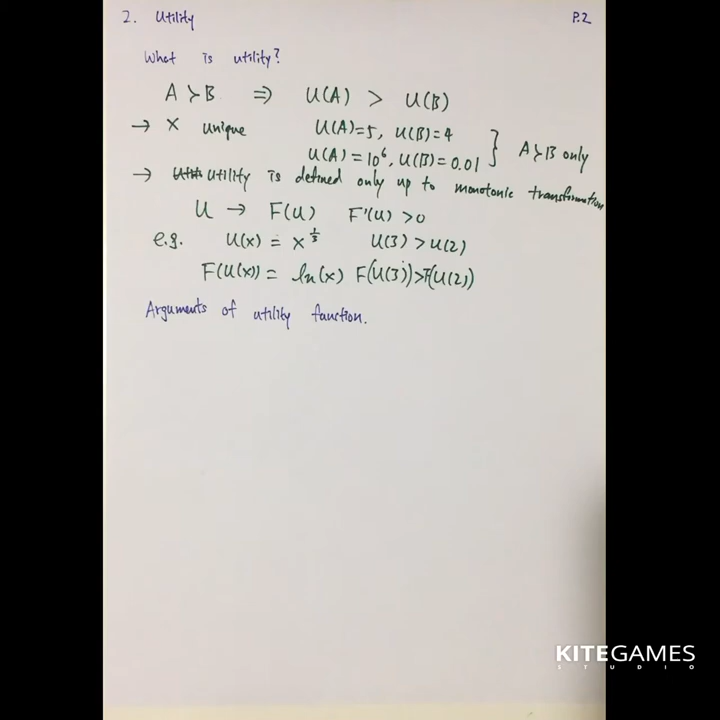 2. Utility P.2
What is utility?
A ≻ B ⇒ U(A) > U(B)
→ X unique U(A)=5, U(B)=4
U(A)=10⁶, U(B)=0.01 } A≻B only
→ utility is defined only up to monotonic transformation
U → F(U) F'(U) >0
e.g. U(x) = x^⅓ U(3) > U(2)
F(U(x)) = ln(x) F(U(3))>F(U(2))
Arguments of utility function.
KITEGAMES
STUDIO